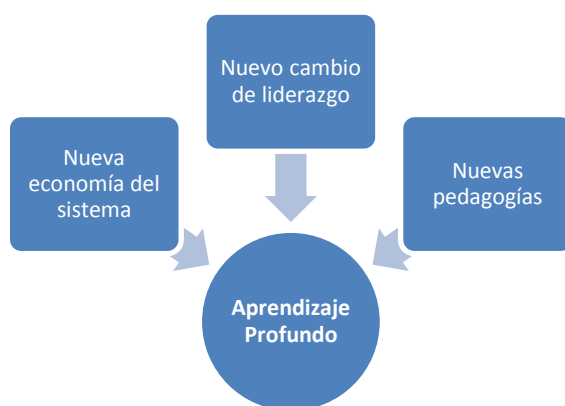 Nuevo cambio
de liderazgo
Nueva
economía del
sistema
Nuevas
pedagogías
Aprendizaje
Profundo